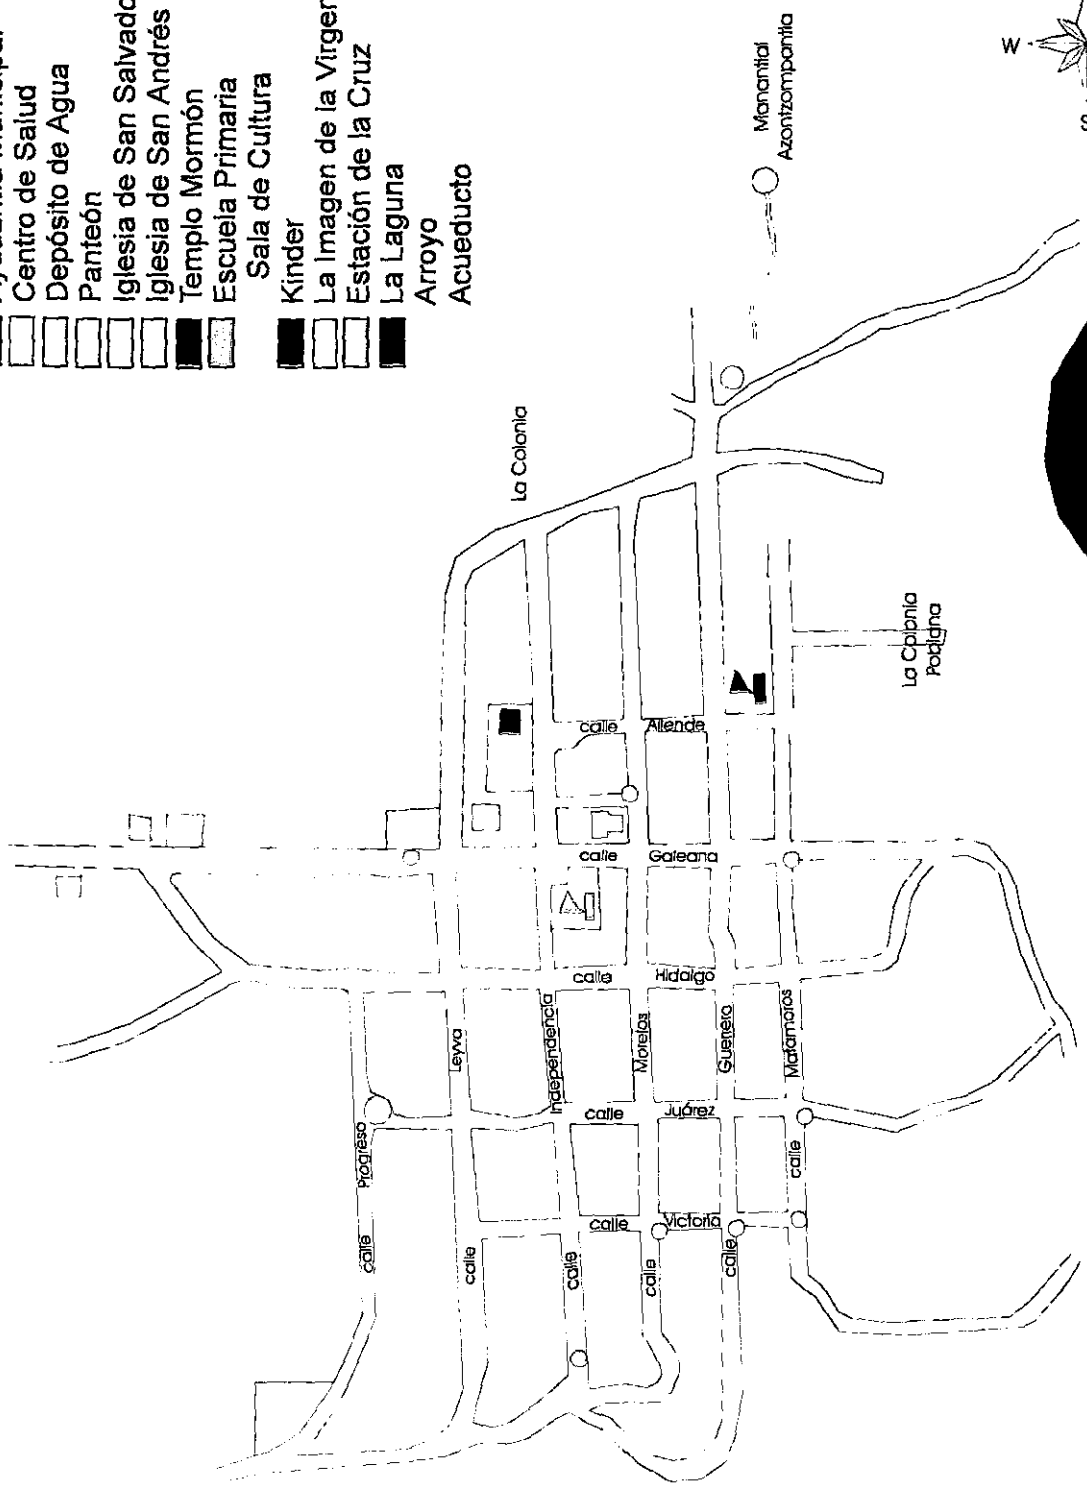 Centro de Salud
Depósito de Agua
Panteón
Iglesia de San Salvado
Iglesia de San Andrés
Templo Mormón
Escuela Primaria
Sala de Cultura
Kinder
La Imagen de la Virgen
Estación de la Cruz
La Laguna
Arroyo
Acueducto
W
S
Manantial
Azontzompantla
La Colonia
La Colonia
Poblana
calle
Allende
calle
Galeana
calle
Hidalgo
calle
Juárez
calle
Victoria
calle
Progreso
calle
Leyva
calle
Independencia
calle
Morelos
calle
Guerrero
calle
Matamoros